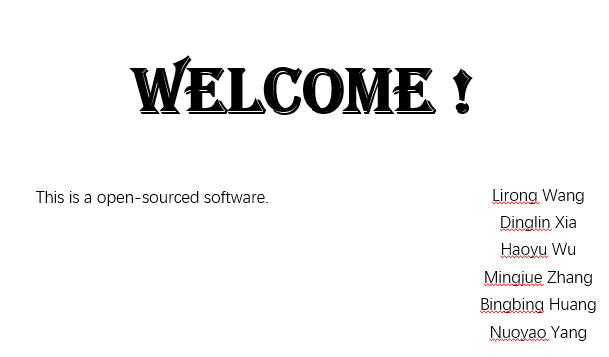 WELCOME !
This is a open-sourced software.
Lirong Wang
Dinglin Xia
Haoyu Wu
Mingjue Zhang
Bingbing Huang
Nuoyao Yang